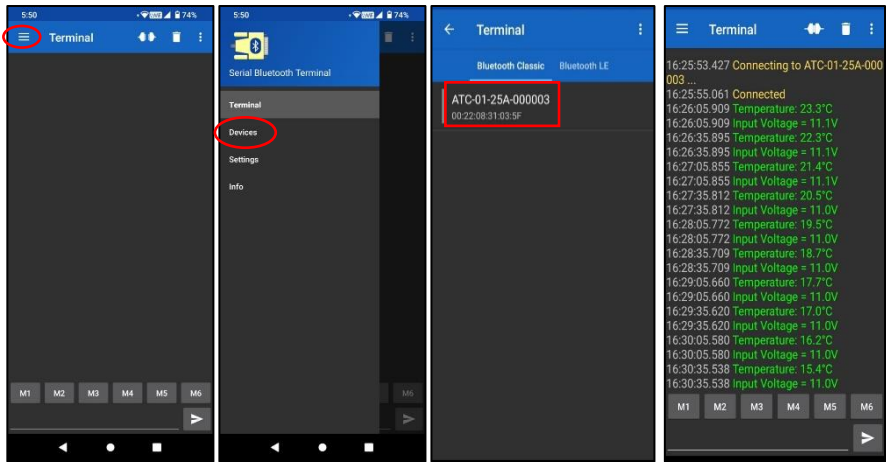 5:50
74%
Terminal
M1 M2 M3 M4 M5 M6
5:50
74%
Serial Bluetooth Terminal
Terminal
Devices
Settings
Info
M6
Terminal
Bluetooth Classic Bluetooth LE
ATC-01-25A-000003
00:22:08:31:03:5F
Terminal
16:25:53.427 Connecting to ATC-01-25A-000
003 ...
16:25:55.061 Connected
16:26:05.909 Temperature: 23.3°C
16:26:05.909 Input Voltage = 11.1V
16:26:35.895 Temperature: 22.3°C
16:26:35.895 Input Voltage = 11.1V
16:27:05.855 Temperature: 21.4°C
16:27:05.855 Input Voltage = 11.1V
16:27:35.812 Temperature: 20.5°C
16:27:35.812 Input Voltage = 11.0V
16:28:05.772 Temperature: 19.5°C
16:28:05.772 Input Voltage = 11.0V
16:28:35.709 Temperature: 18.7°C
16:28:35.709 Input Voltage = 11.0V
16:29:05.660 Temperature: 17.7°C
16:29:05.660 Input Voltage = 11.0V
16:29:35.620 Temperature: 17.0°C
16:29:35.620 Input Voltage = 11.0V
16:30:05.580 Temperature: 16.2°C
16:30:05.580 Input Voltage = 11.0V
16:30:35.538 Temperature: 15.4°C
16:30:35.538 Input Voltage = 11.0V
M1 M2 M3 M4 M5 M6